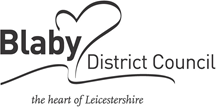 Blaby
District Council
the heart of Leicestershire